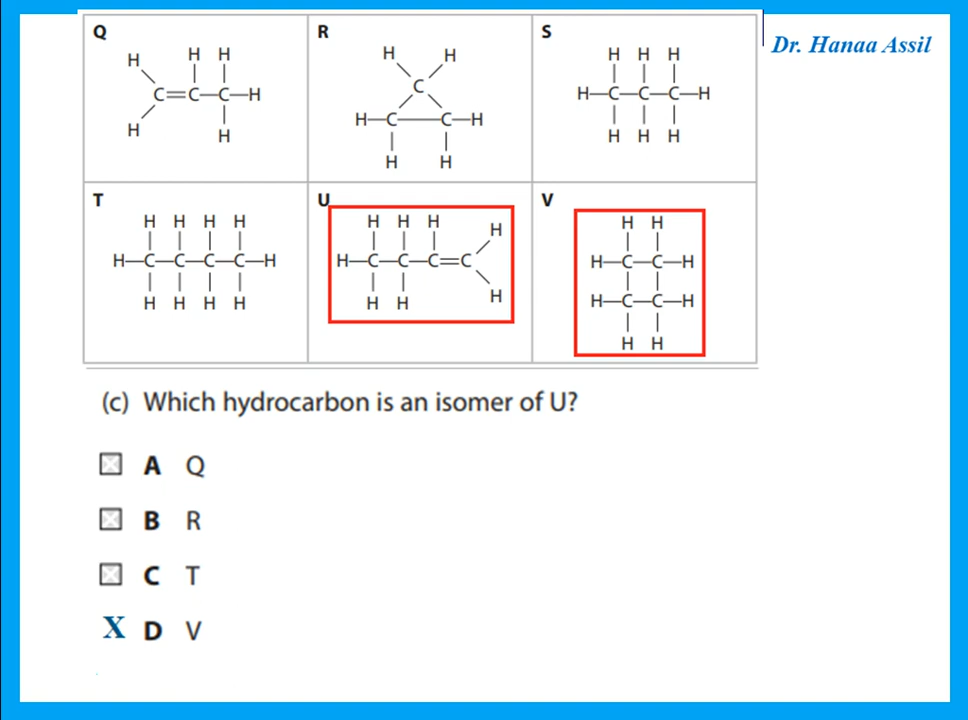 Dr. Hanaa Assil
Q
H H H
C=C—C—H
H H
R
H H
C
H—C—C—H
H H
S
H H H
H—C—C—C—H
H H H
T
H H H H
H—C—C—C—C—H
H H H H
U
H H H H
H—C—C—C=C
H H H
V
H H
H—C—C—H
H—C—C—H
H H
(c) Which hydrocarbon is an isomer of U?
A Q
B R
C T
X D V